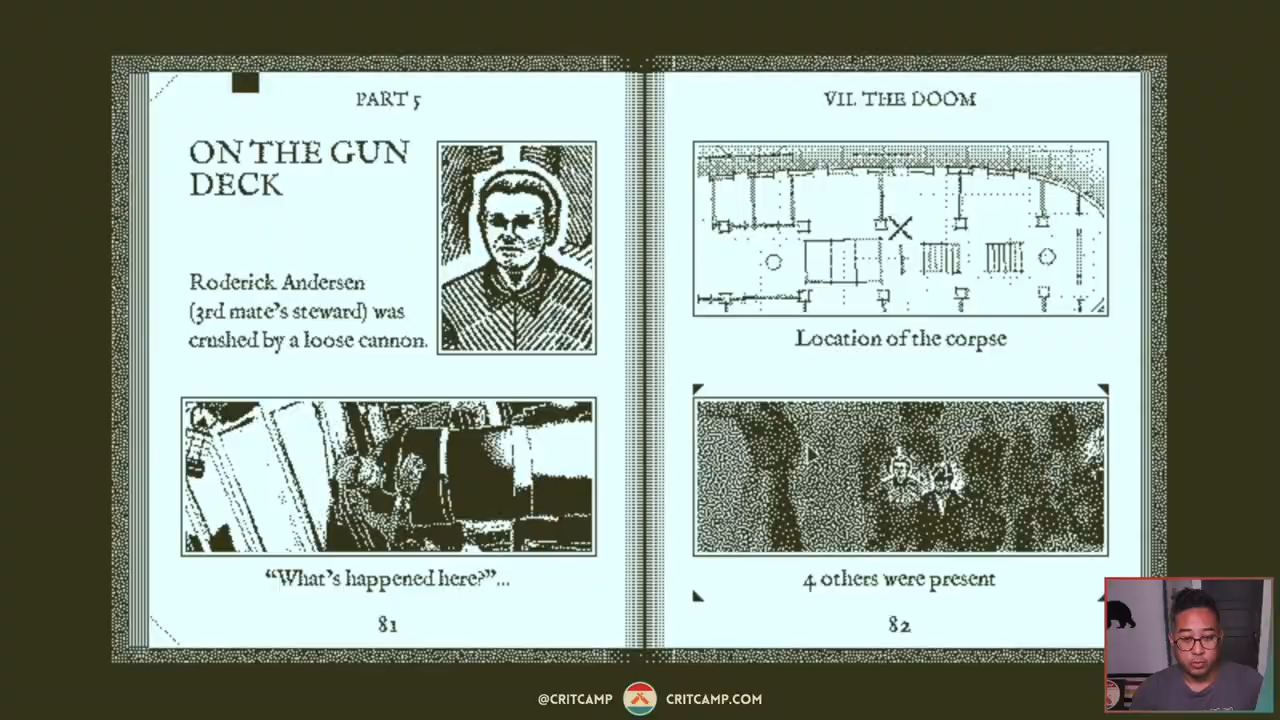 PART 5
ON THE GUN
DECK
Roderick Andersen
(3rd mate's steward) was
crushed by a loose cannon.
"What's happened here?"...
81
VII. THE DOOM
Location of the corpse
4 others were present
82
@CRITCAMP
CRITCAMP.COM